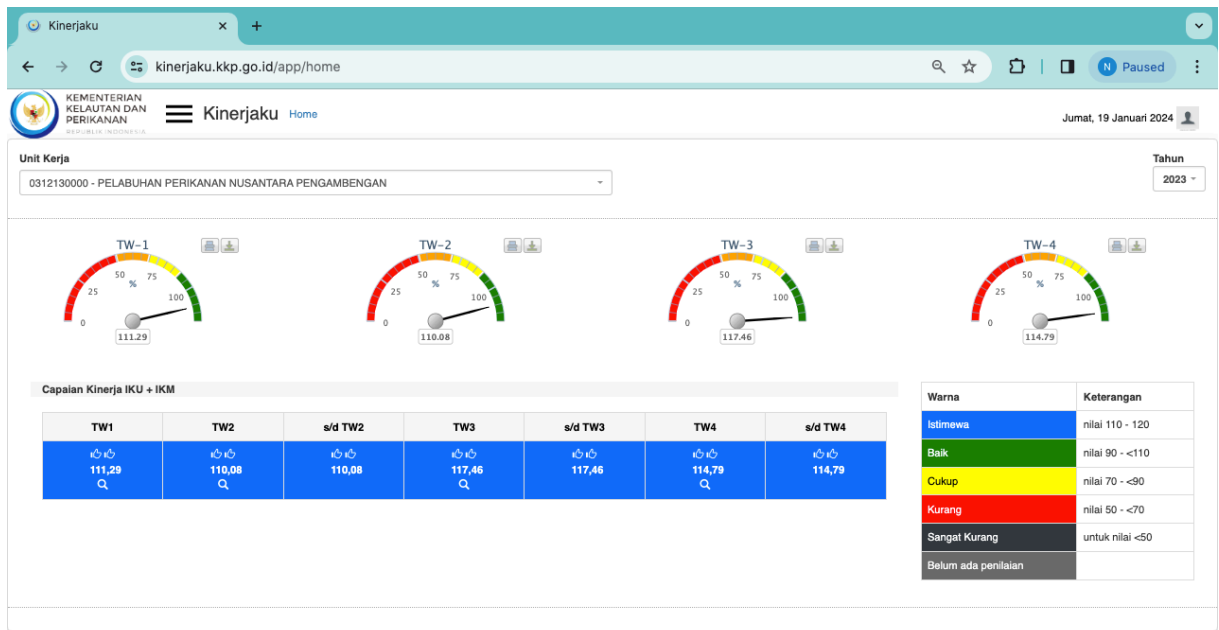 Kinerjaku
kinerjaku.kkp.go.id/app/home
N Paused
KEMENTERIAN
KELAUTAN DAN
PERIKANAN
REPUBLIK INDONESIA
Kinerjaku Home
Jumat, 19 Januari 2024
Unit Kerja
Tahun
0312130000 - PELABUHAN PERIKANAN NUSANTARA PENGAMBENGAN
2023
TW-1
0 25 50 75 100
%
111.29
TW-2
0 25 50 75 100
%
110.08
TW-3
0 25 50 75 100
%
117.46
TW-4
0 25 50 75 100
%
114.79
Capaian Kinerja IKU + IKM
TW1 TW2 s/d TW2 TW3 s/d TW3 TW4 s/d TW4
111,29 110,08 110,08 117,46 117,46 114,79 114,79
Warna Keterangan
Istimewa nilai 110 - 120
Baik nilai 90 - <110
Cukup nilai 70 - <90
Kurang nilai 50 - <70
Sangat Kurang untuk nilai <50
Belum ada penilaian